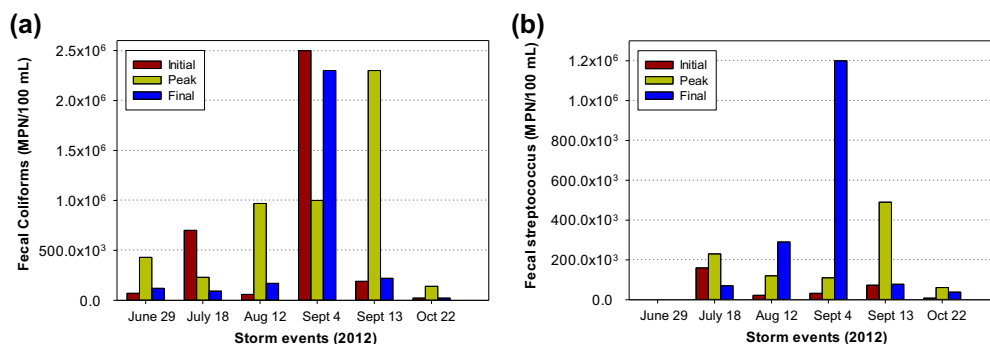 (a)
Fecal Coliforms (MPN/100 mL)
2.5x10⁶
2.0x10⁶
1.5x10⁶
1.0x10⁶
500.0x10³
0.0
Initial
Peak
Final
June 29 July 18 Aug 12 Sept 4 Sept 13 Oct 22
Storm events (2012)
(b)
Fecal streptococcus (MPN/100 mL)
1.2x10⁶
1.0x10⁶
800.0x10³
600.0x10³
400.0x10³
200.0x10³
0.0
Initial
Peak
Final
June 29 July 18 Aug 12 Sept 4 Sept 13 Oct 22
Storm events (2012)